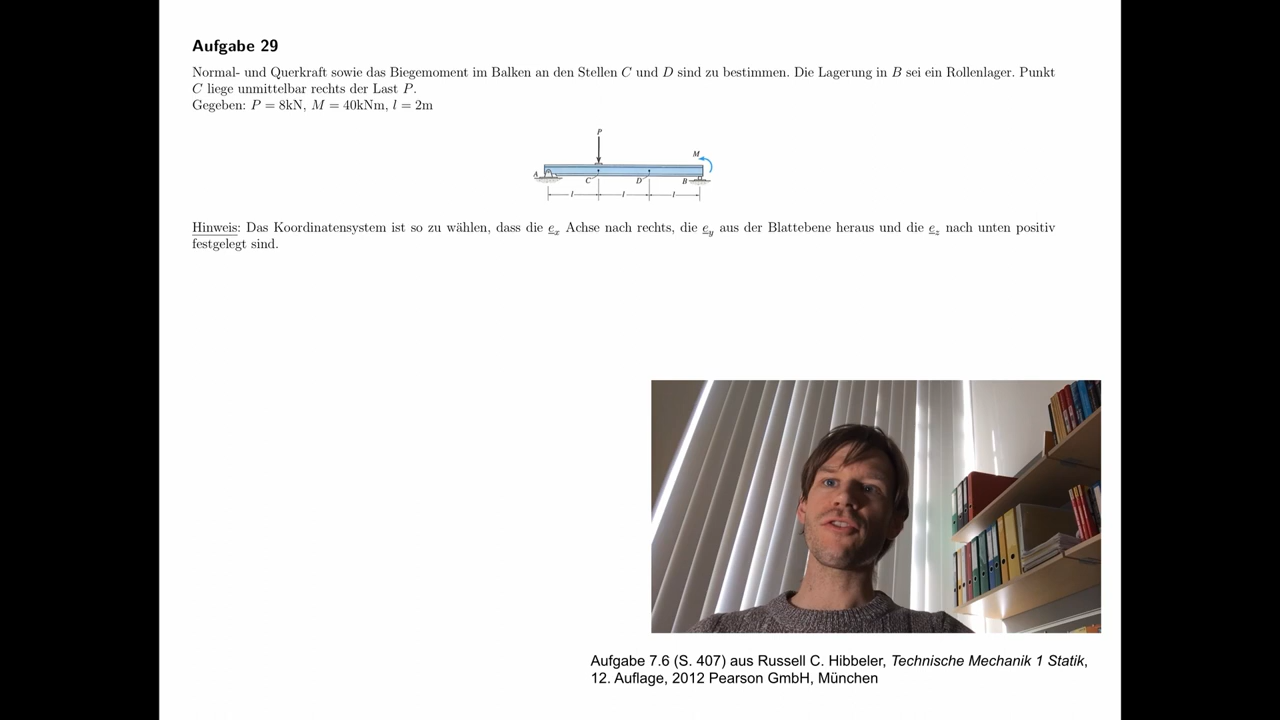 Aufgabe 29
Normal- und Querkraft sowie das Biegemoment im Balken an den Stellen C und D sind zu bestimmen. Die Lagerung in B sei ein Rollenlager. Punkt
C liege unmittelbar rechts der Last P.
Gegeben: P = 8kN, M = 40kNm, l = 2m
P
M
A
C
D
B
l
l
l
Hinweis: Das Koordinatensystem ist so zu wählen, dass die e_x Achse nach rechts, die e_y aus der Blattebene heraus und die e_z nach unten positiv
festgelegt sind.
Aufgabe 7.6 (S. 407) aus Russell C. Hibbeler, Technische Mechanik 1 Statik,
12. Auflage, 2012 Pearson GmbH, München